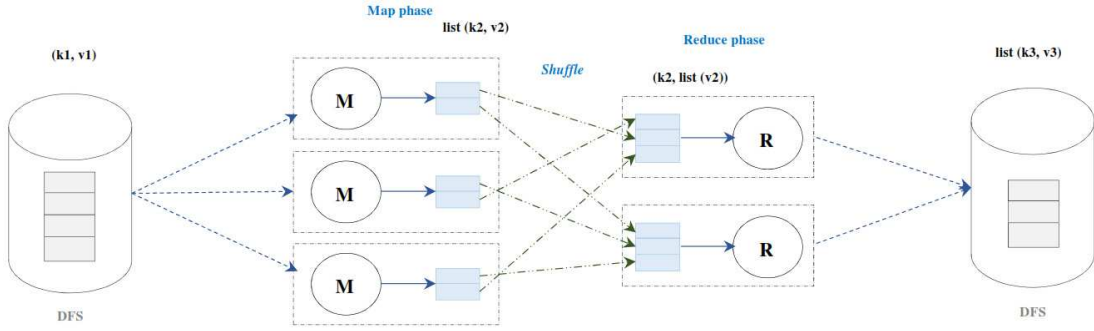 Map phase
list (k2, v2)
(k1, v1)
Shuffle
Reduce phase
(k2, list (v2))
list (k3, v3)
M
M
M
R
R
DFS
DFS